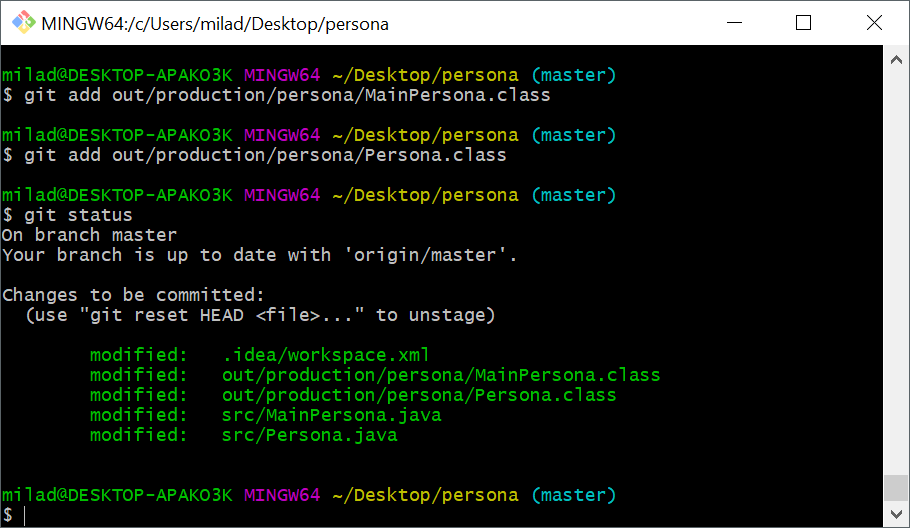 MINGW64:/c/Users/milad/Desktop/persona
milad@DESKTOP-APAKO3K MINGW64 ~/Desktop/persona (master)
$ git add out/production/persona/MainPersona.class
milad@DESKTOP-APAKO3K MINGW64 ~/Desktop/persona (master)
$ git add out/production/persona/Persona.class
milad@DESKTOP-APAKO3K MINGW64 ~/Desktop/persona (master)
$ git status
On branch master
Your branch is up to date with 'origin/master'.
Changes to be committed:
(use "git reset HEAD <file>..." to unstage)
modified: .idea/workspace.xml
modified: out/production/persona/MainPersona.class
modified: out/production/persona/Persona.class
modified: src/MainPersona.java
modified: src/Persona.java
milad@DESKTOP-APAKO3K MINGW64 ~/Desktop/persona (master)
$